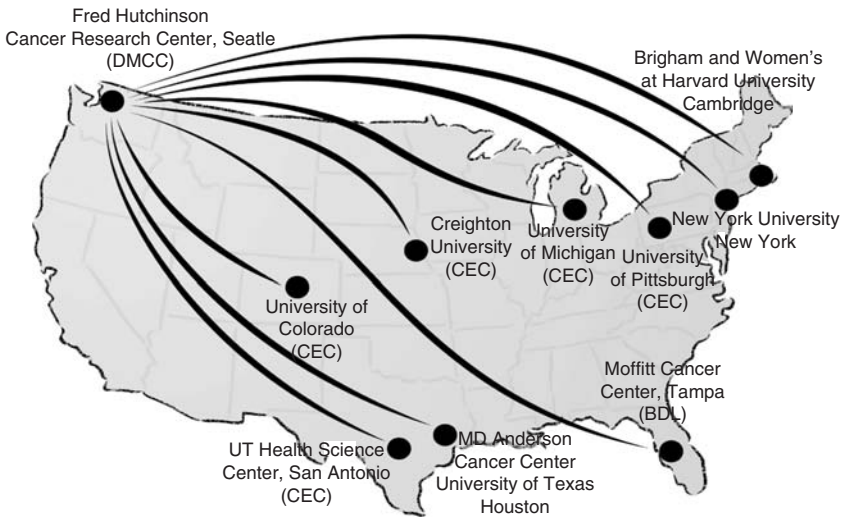 Fred Hutchinson
Cancer Research Center, Seatle
(DMCC)
Brigham and Women's
at Harvard University
Cambridge
New York University
New York
Creighton
University
(CEC)
University
of Michigan
(CEC)
University
of Pittsburgh
(CEC)
University of
Colorado
(CEC)
Moffitt Cancer
Center, Tampa
(BDL)
UT Health Science
Center, San Antonio
(CEC)
MD Anderson
Cancer Center
University of Texas
Houston